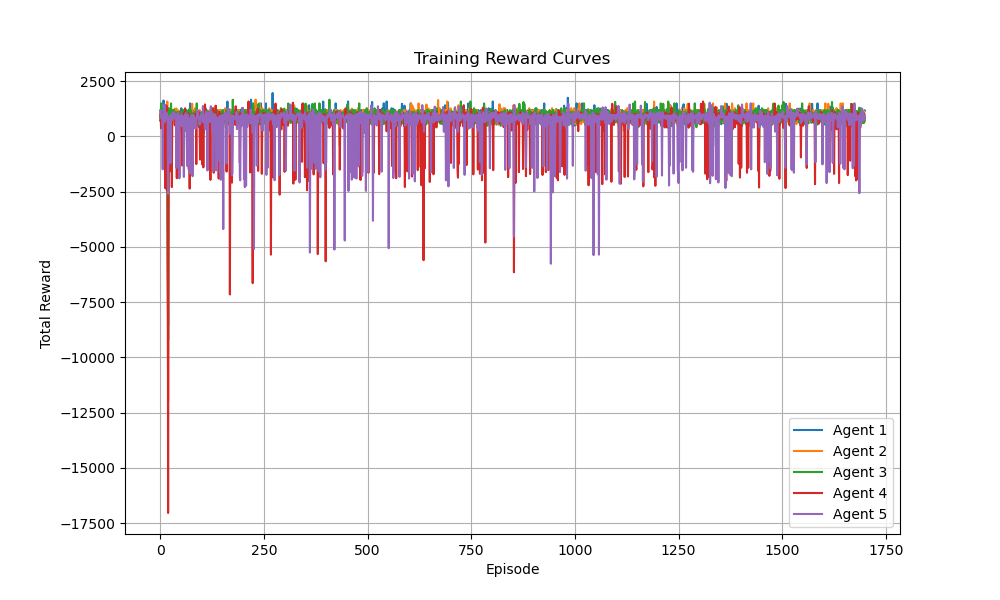 Training Reward Curves
Total Reward
2500
0
−2500
−5000
−7500
−10000
−12500
−15000
−17500
0 250 500 750 1000 1250 1500 1750
Episode
Agent 1
Agent 2
Agent 3
Agent 4
Agent 5